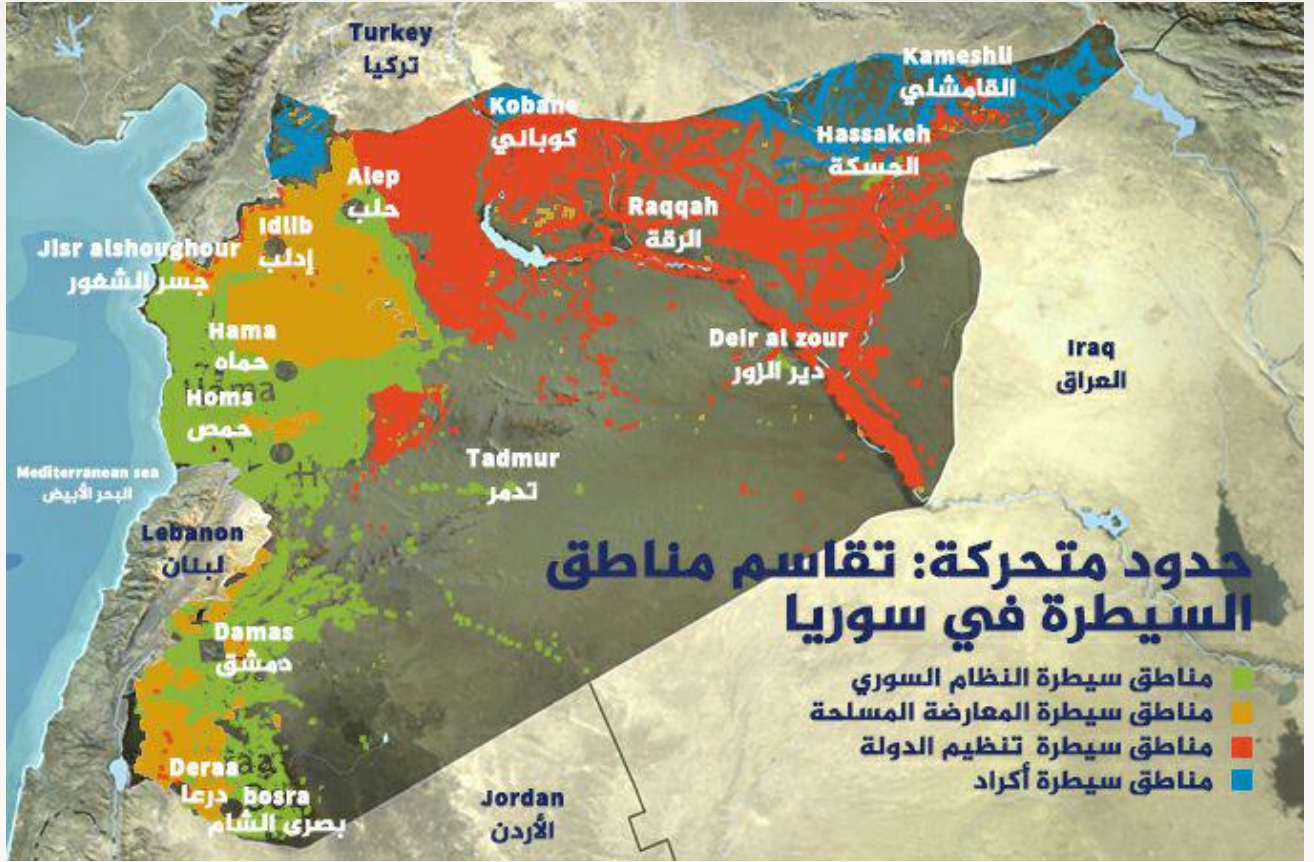 Turkey
تركيا
Kameshli
القامشلي
Kobane
كوباني
Hassakeh
الحسكة
Alep
حلب
Raqqah
الرقة
Idlib
إدلب
Jisr alshoughour
جسر الشغور
Hama
حماه
Hama
Deir al zour
دير الزور
Iraq
العراق
Homs
حمص
Tadmur
تدمر
Mediterranean sea
البحر الأبيض
Lebanon
لبنان
حدود متحركة: تقاسم مناطق
السيطرة في سوريا
Damas
دمشق
مناطق سيطرة النظام السوري
مناطق سيطرة المعارضة المسلحة
مناطق سيطرة تنظيم الدولة
مناطق سيطرة أكراد
Deraa
درعا
bosra
بصرى الشام
Jordan
الأردن